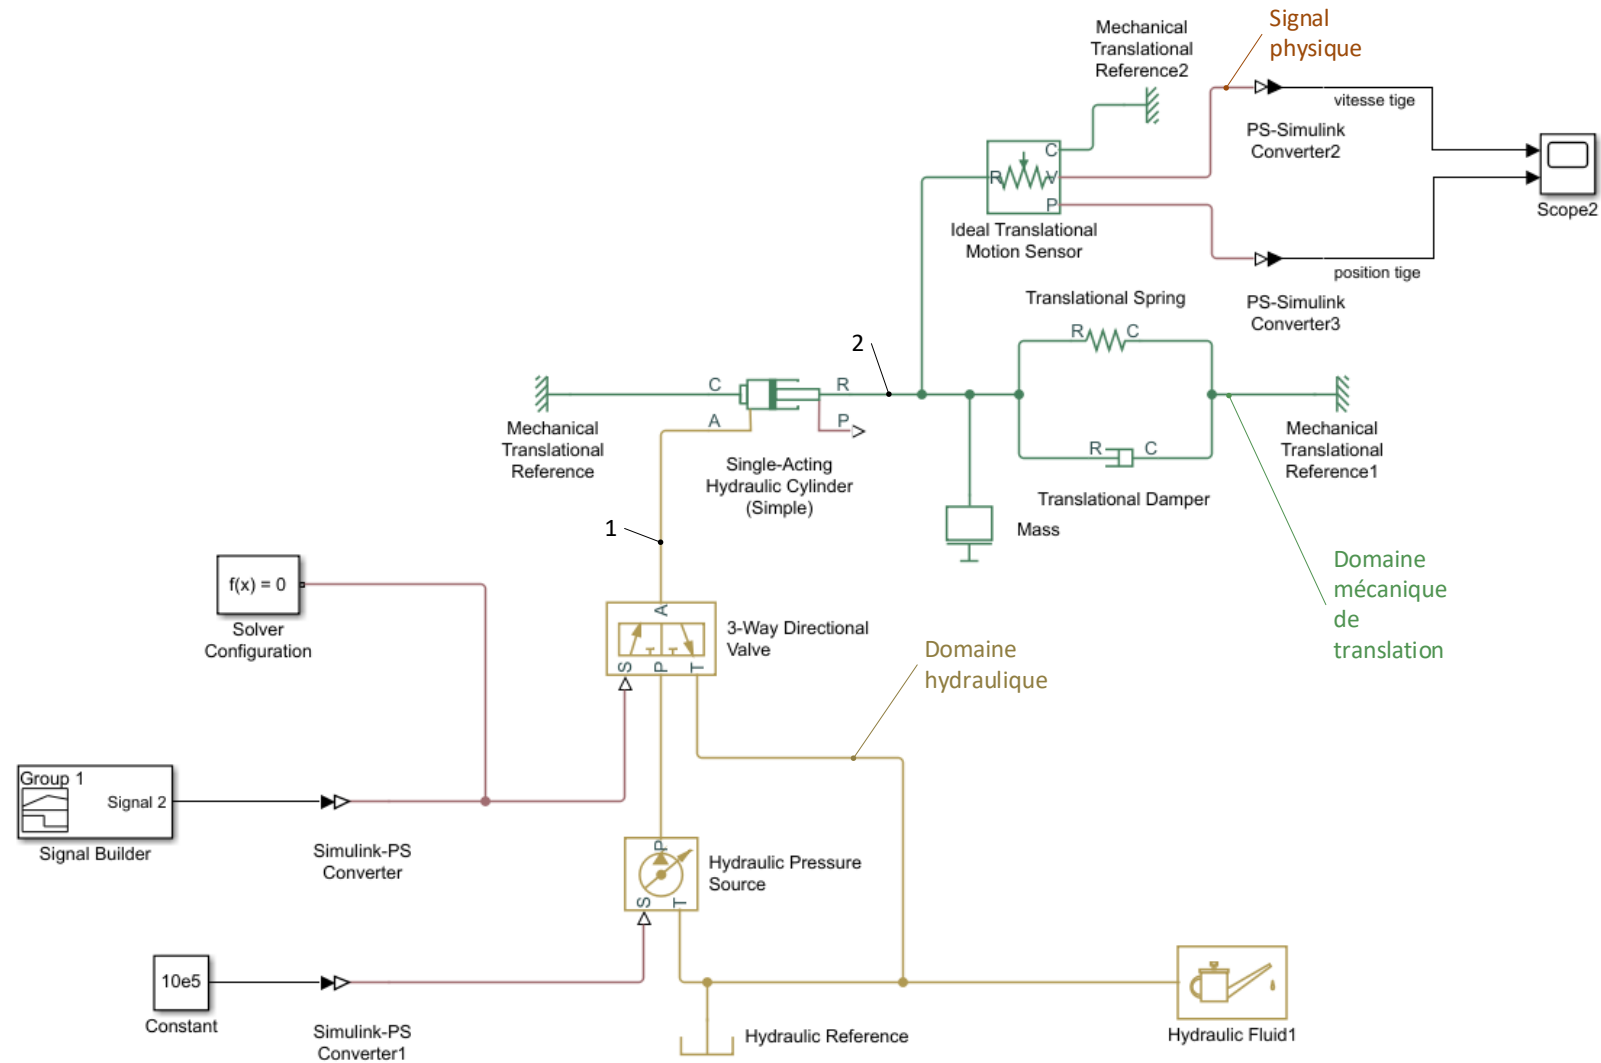 Signal
physique
Mechanical
Translational
Reference2
vitesse tige
PS-Simulink
Converter2
C
R
V
P
Scope2
Ideal Translational
Motion Sensor
position tige
PS-Simulink
Converter3
Translational Spring
R
C
2
C
R
A
P
Mechanical
Translational
Reference
Single-Acting
Hydraulic Cylinder
(Simple)
R
C
Mechanical
Translational
Reference1
Translational Damper
Mass
1
f(x) = 0
Solver
Configuration
Domaine
mécanique
de
translation
A
S
P
T
3-Way Directional
Valve
Domaine
hydraulique
Group 1
Signal 2
Signal Builder
Simulink-PS
Converter
P
S
T
Hydraulic Pressure
Source
10e5
Constant
Simulink-PS
Converter1
Hydraulic Reference
Hydraulic Fluid1